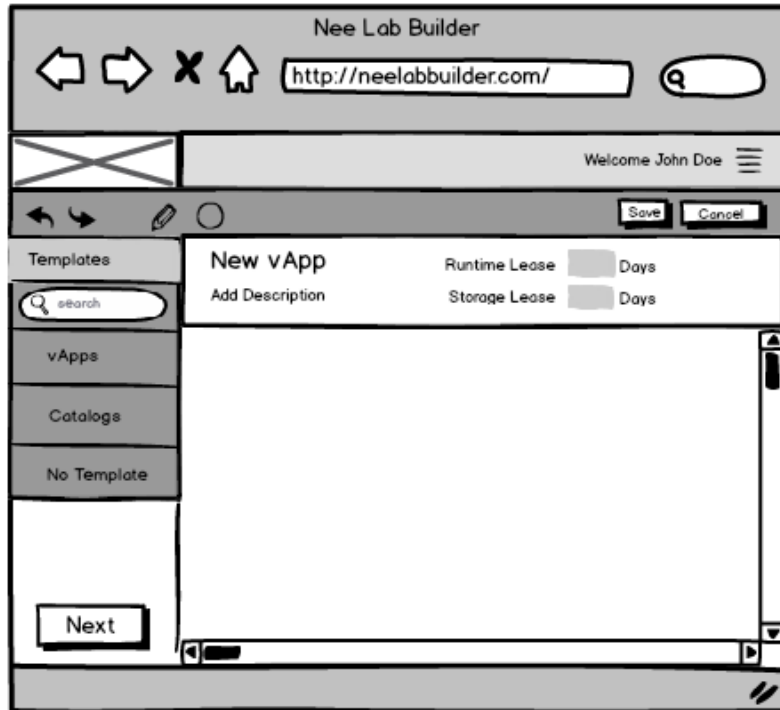 Nee Lab Builder
http://neelabbuilder.com/
Welcome John Doe
Save Cancel
Templates
search
vApps
Catalogs
No Template
Next
New vApp
Add Description
Runtime Lease Days
Storage Lease Days